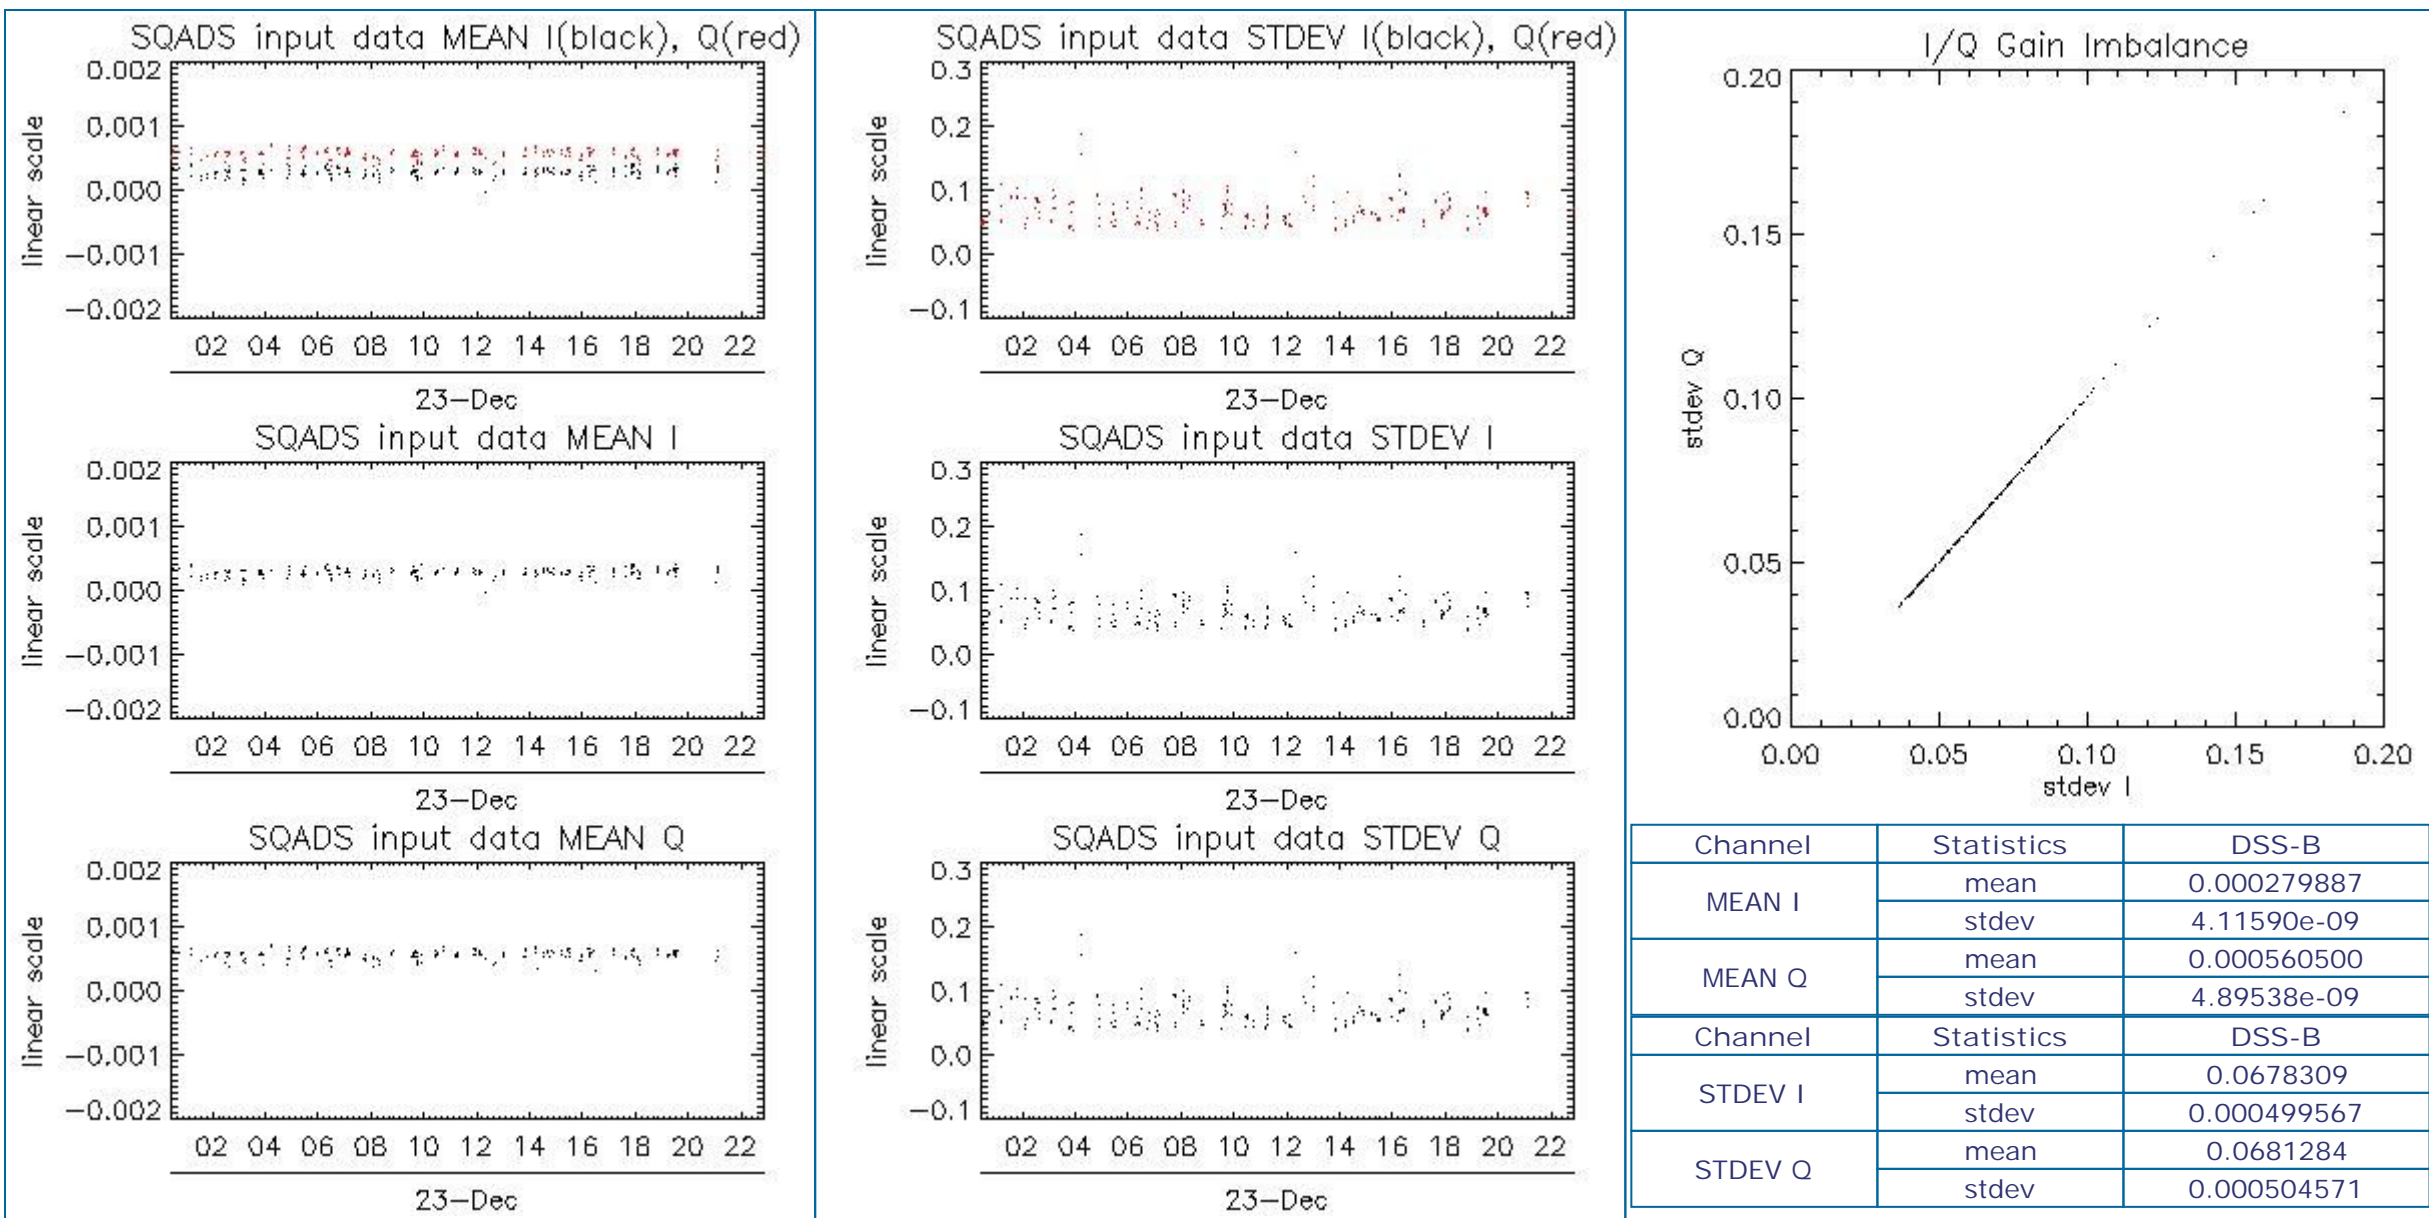 SQADS input data MEAN I(black), Q(red)
0.002
0.001
0.000
−0.001
−0.002
linear scale
02 04 06 08 10 12 14 16 18 20 22
23−Dec
SQADS input data MEAN I
0.002
0.001
0.000
−0.001
−0.002
linear scale
02 04 06 08 10 12 14 16 18 20 22
23−Dec
SQADS input data MEAN Q
0.002
0.001
0.000
−0.001
−0.002
linear scale
02 04 06 08 10 12 14 16 18 20 22
23−Dec
SQADS input data STDEV I(black), Q(red)
0.3
0.2
0.1
0.0
−0.1
linear scale
02 04 06 08 10 12 14 16 18 20 22
23−Dec
SQADS input data STDEV I
0.3
0.2
0.1
0.0
−0.1
linear scale
02 04 06 08 10 12 14 16 18 20 22
23−Dec
SQADS input data STDEV Q
0.3
0.2
0.1
0.0
−0.1
linear scale
02 04 06 08 10 12 14 16 18 20 22
23−Dec
I/Q Gain Imbalance
0.20
0.15
0.10
0.05
0.00
stdev Q
0.00 0.05 0.10 0.15 0.20
stdev I
Channel Statistics DSS-B
MEAN I mean 0.000279887
stdev 4.11590e-09
MEAN Q mean 0.000560500
stdev 4.89538e-09
Channel Statistics DSS-B
STDEV I mean 0.0678309
stdev 0.000499567
STDEV Q mean 0.0681284
stdev 0.000504571